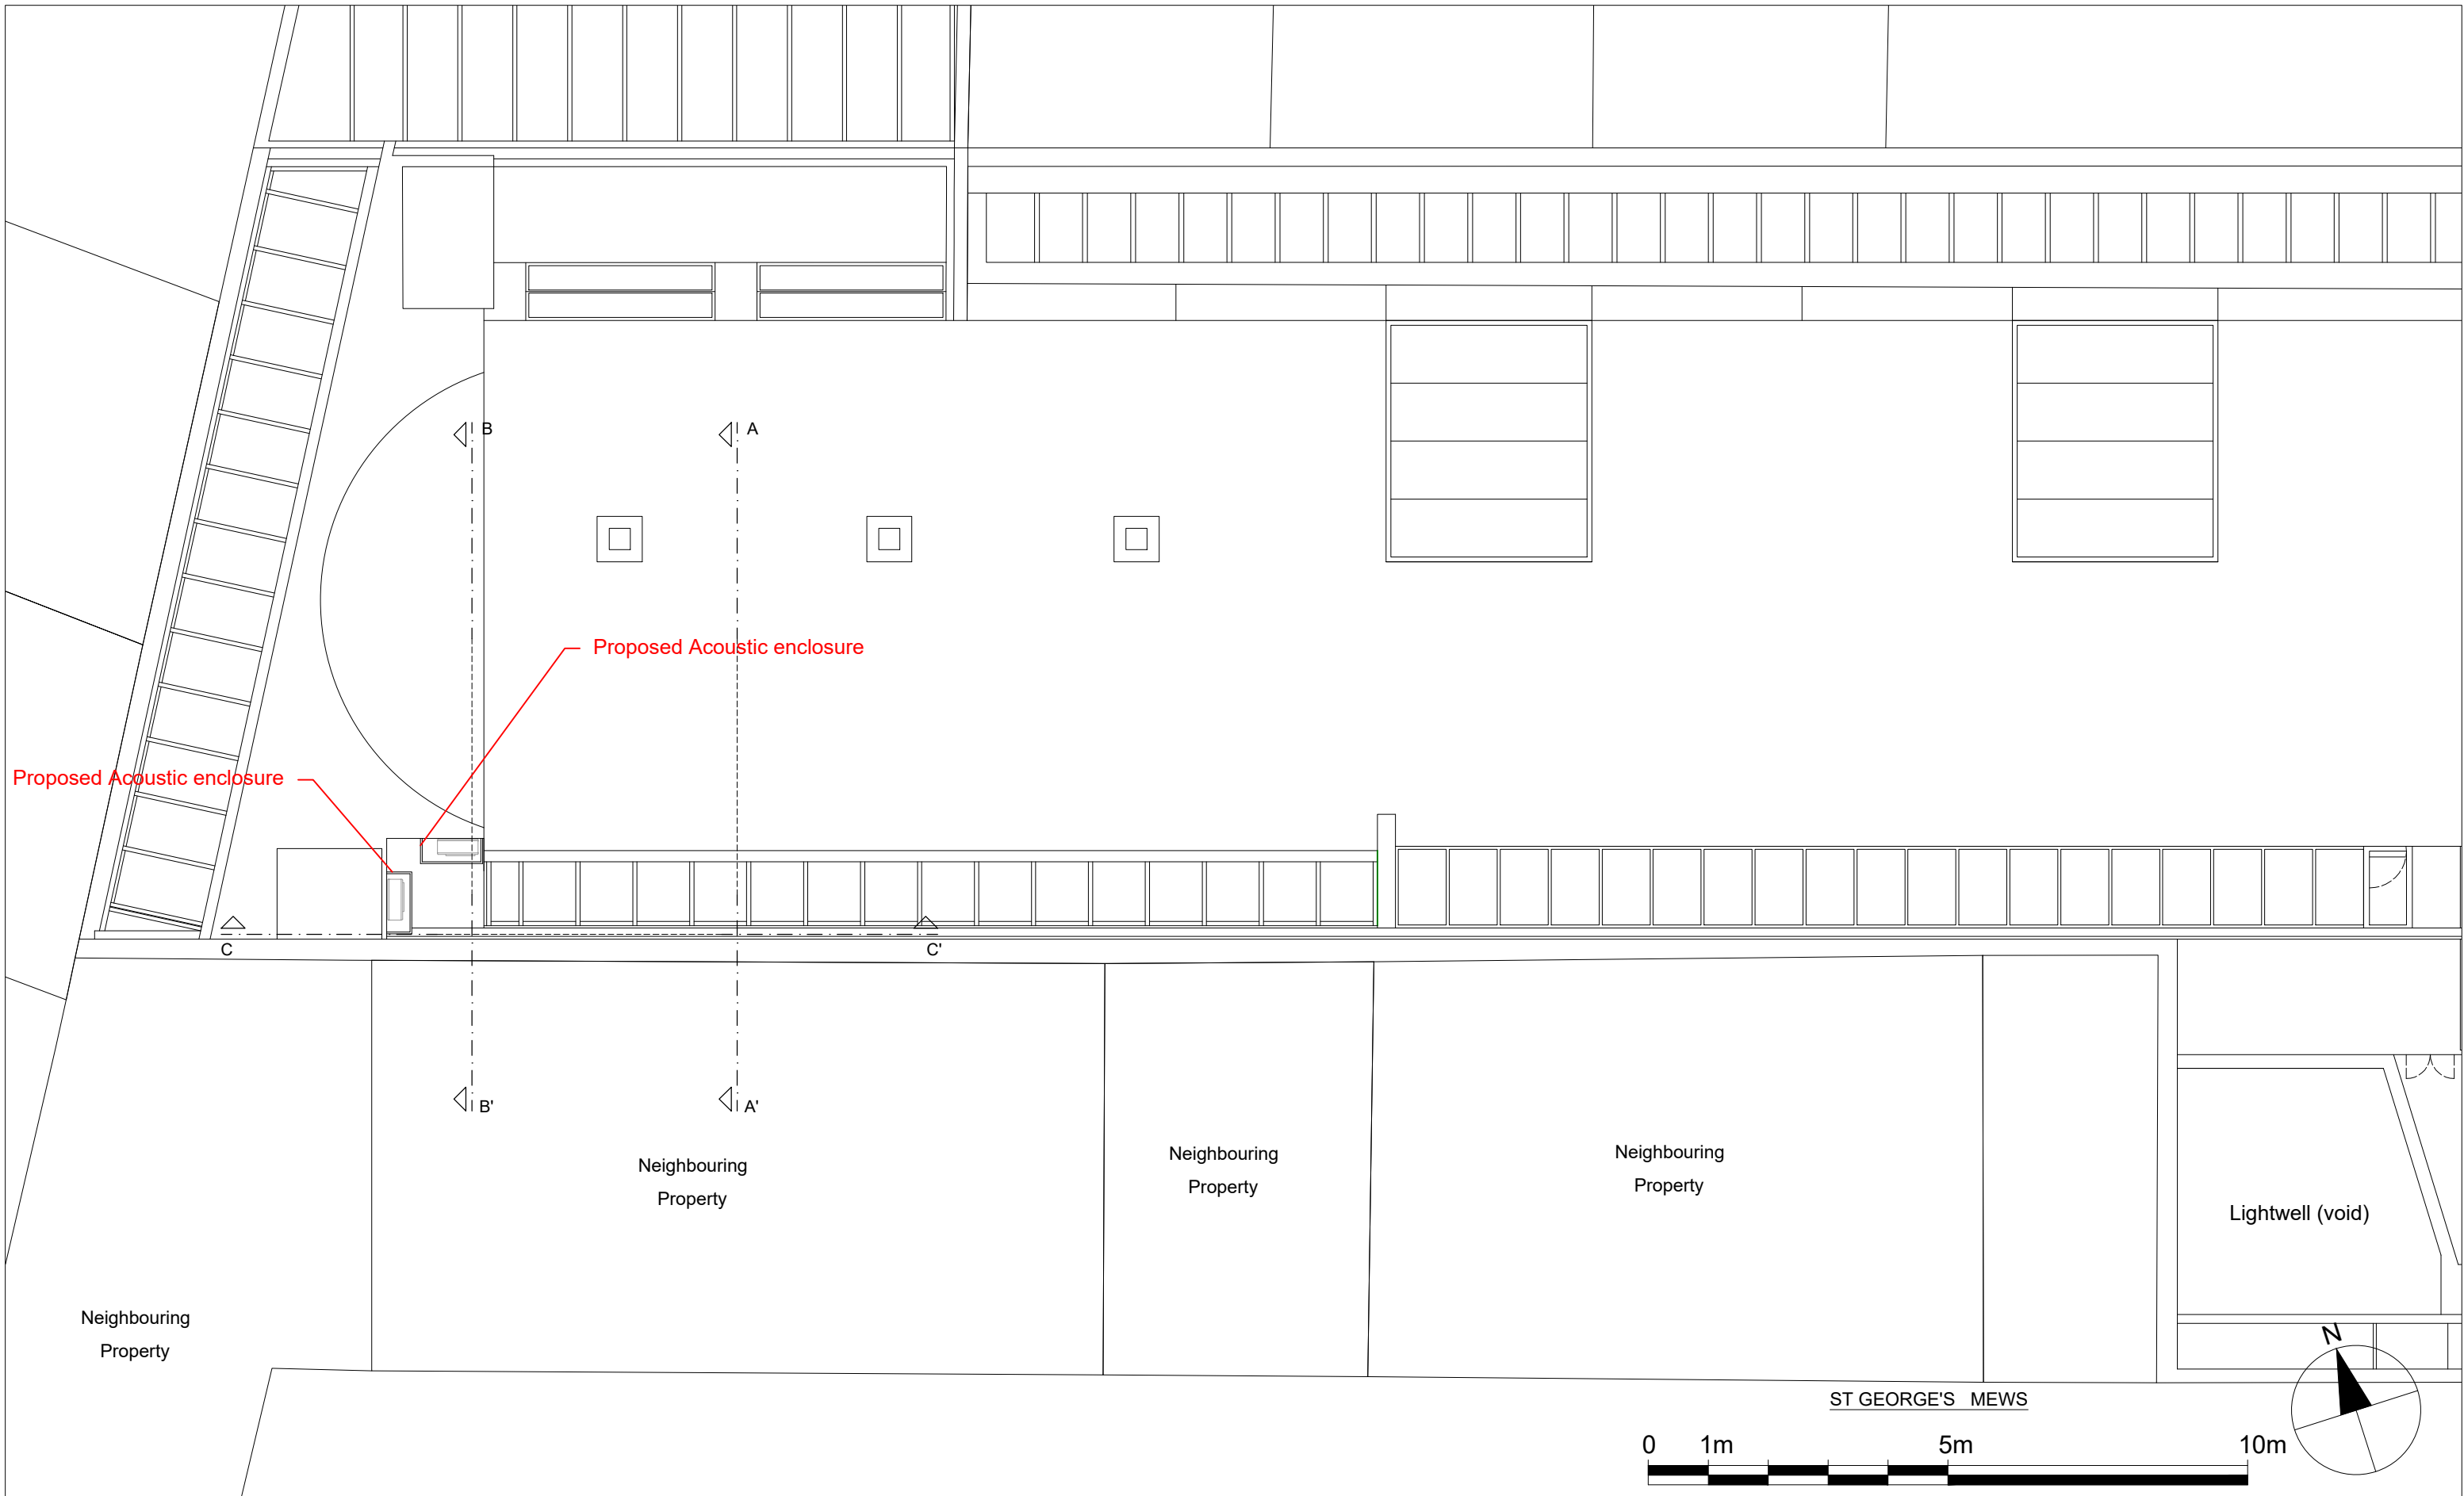 B
A
Proposed Acoustic enclosure
Proposed Acoustic enclosure
C
C'
B'
A'
Neighbouring
Property
Neighbouring
Property
Neighbouring
Property
Lightwell (void)
Neighbouring
Property
N
ST GEORGE'S MEWS
0 1m 5m 10m